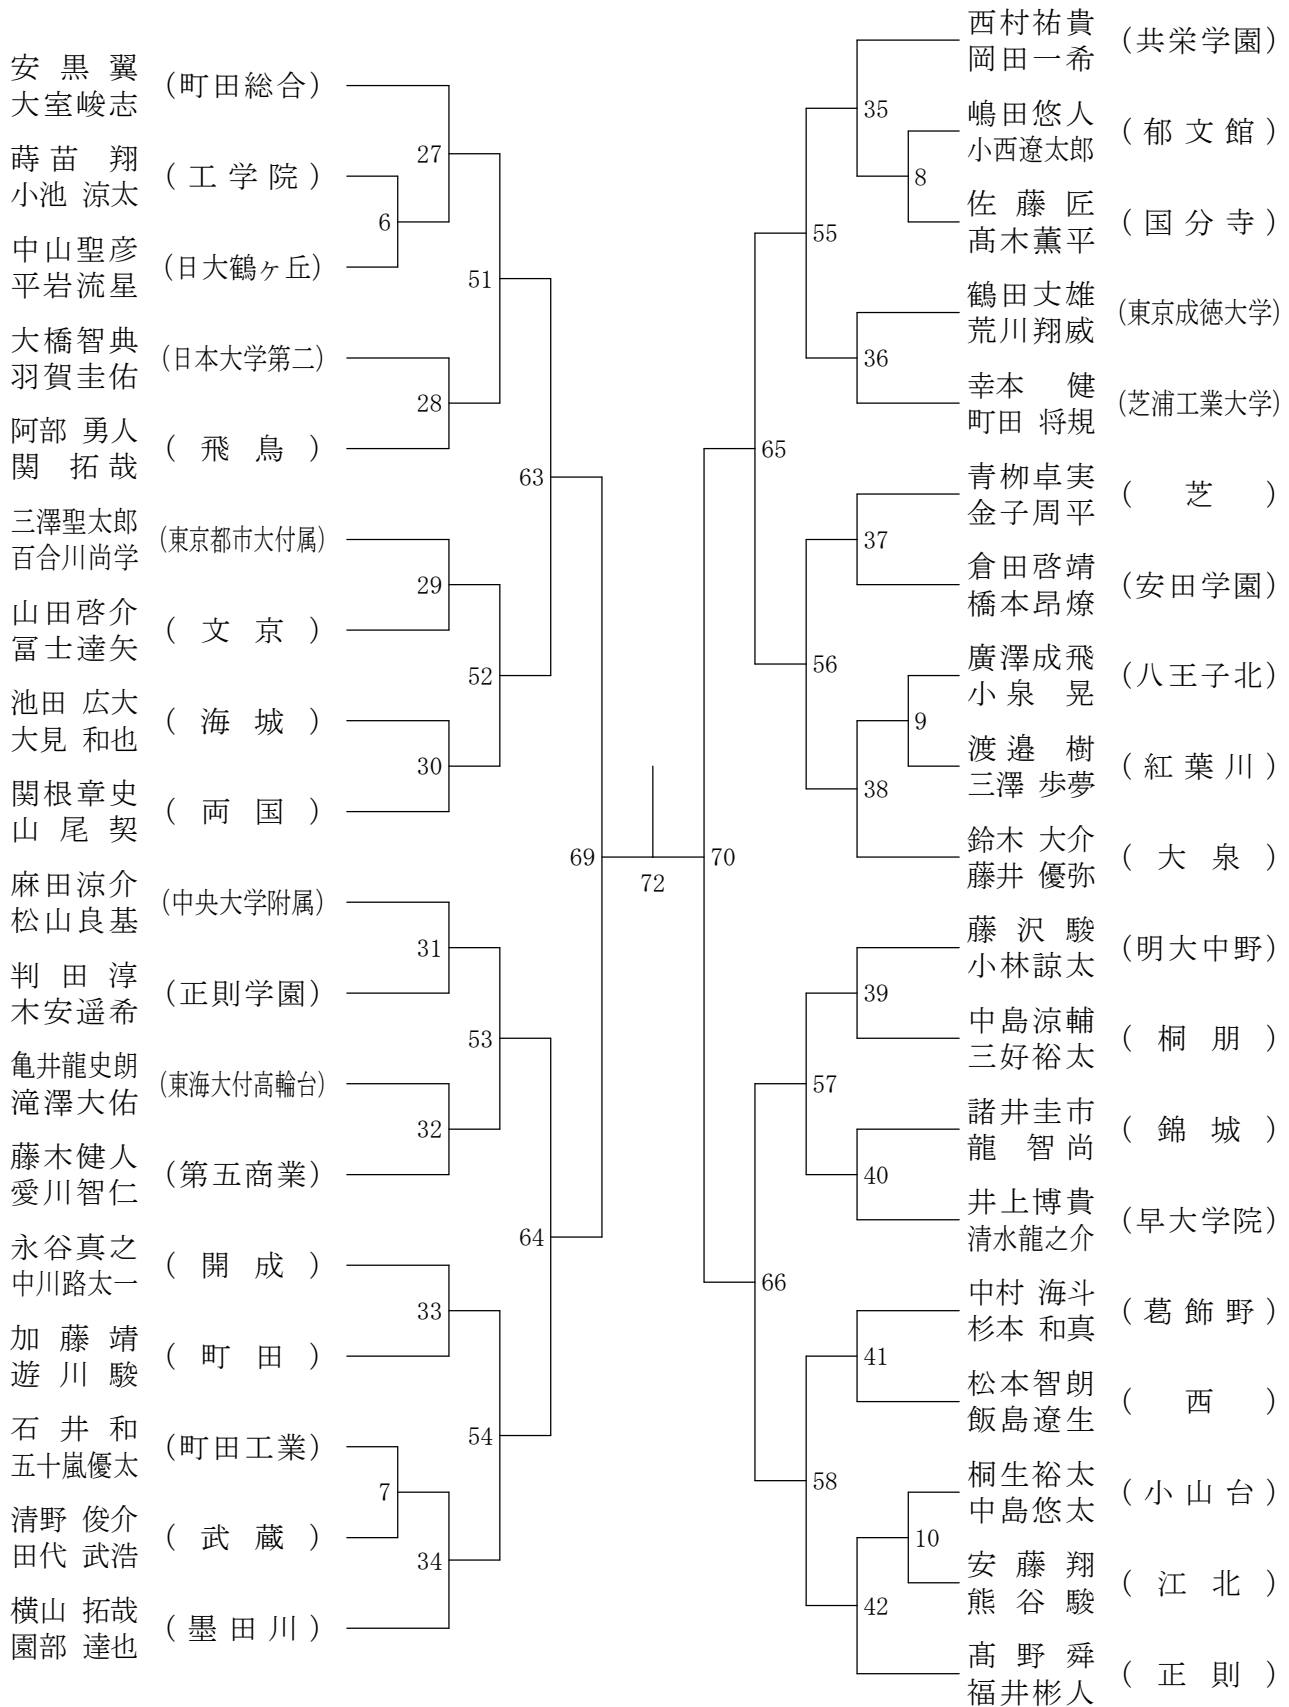 安黒翼
大室峻志
(町田総合)
蒔苗 翔
小池 涼太
(工学院)
中山聖彦
平岩流星
(日大鶴ヶ丘)
大橋智典
羽賀圭佑
(日本大学第二)
阿部 勇人
関拓哉
(飛鳥)
三澤聖太郎
百合川尚学
(東京都市大付属)
山田啓介
冨士達矢
(文京)
池田 広大
大見 和也
(海城)
関根章史
山尾契
(両国)
麻田涼介
松山良基
(中央大学附属)
判田淳
木安遥希
(正則学園)
亀井龍史朗
滝澤大佑
(東海大付高輪台)
藤木健人
愛川智仁
(第五商業)
永谷真之
中川路太一
(開成)
加藤靖
遊川駿
(町田)
石井和
五十嵐優太
(町田工業)
清野 俊介
田代 武浩
(武蔵)
横山 拓哉
園部 達也
(墨田川)
6
7
27
28
29
30
31
32
33
34
51
52
53
54
63
64
69
72
70
65
66
55
56
57
58
35
36
37
38
39
40
41
42
8
9
10
西村祐貴
岡田一希
(共栄学園)
嶋田悠人
小西遼太郎
(郁文館)
佐藤匠
髙木薫平
(国分寺)
鶴田丈雄
荒川翔威
(東京成徳大学)
幸本 健
町田 将規
(芝浦工業大学)
青栁卓実
金子周平
(芝)
倉田啓靖
橋本昂燎
(安田学園)
廣澤成飛
小泉晃
(八王子北)
渡邉 樹
三澤 歩夢
(紅葉川)
鈴木 大介
藤井 優弥
(大泉)
藤沢駿
小林諒太
(明大中野)
中島涼輔
三好裕太
(桐朋)
諸井圭市
龍智尚
(錦城)
井上博貴
清水龍之介
(早大学院)
中村 海斗
杉本 和真
(葛飾野)
松本智朗
飯島遼生
(西)
桐生裕太
中島悠太
(小山台)
安藤翔
熊谷駿
(江北)
髙野舜
福井彬人
(正則)